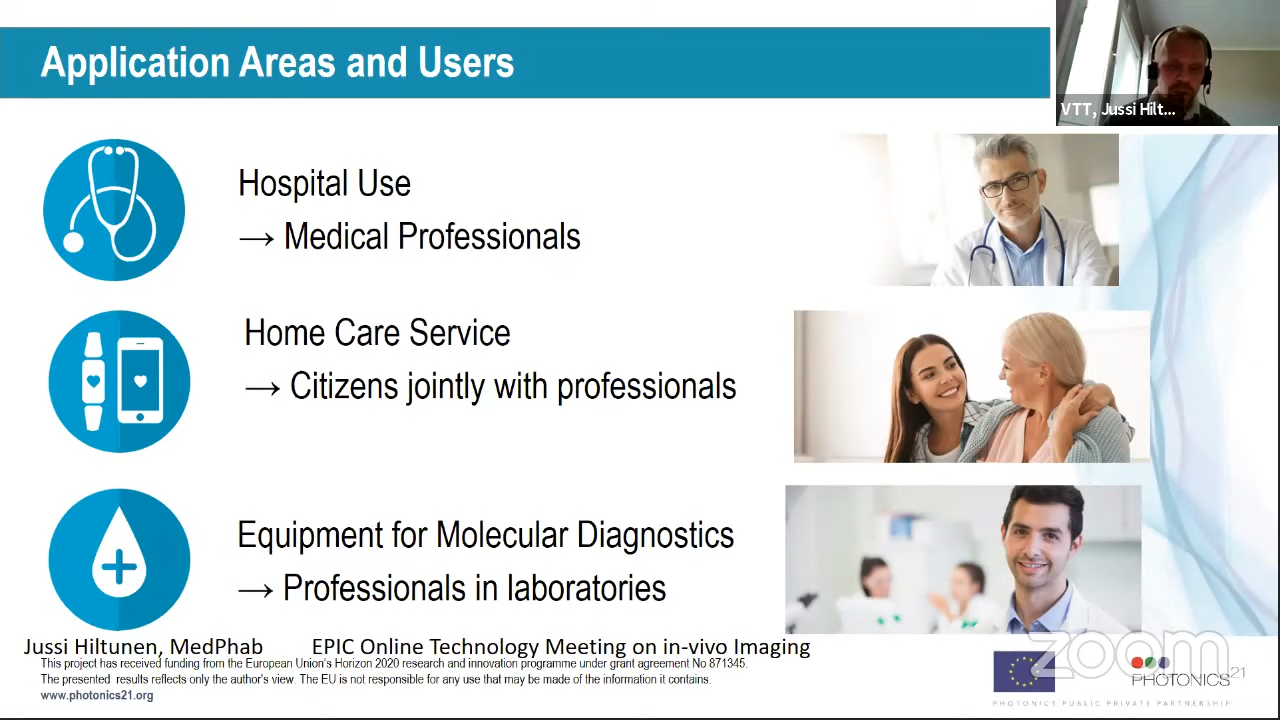 Application Areas and Users
VTT, Jussi Hilt...
Hospital Use
→ Medical Professionals
Home Care Service
→ Citizens jointly with professionals
Equipment for Molecular Diagnostics
→ Professionals in laboratories
Jussi Hiltunen, MedPhab EPIC Online Technology Meeting on in-vivo Imaging
This project has received funding from the European Union's Horizon 2020 research and innovation programme under grant agreement No 871345.
The presented results reflects only the author's view. The EU is not responsible for any use that may be made of the information it contains.
www.photonics21.org
zoom
PHOTONICS21
PHOTONICS PUBLIC PRIVATE PARTNERSHIP